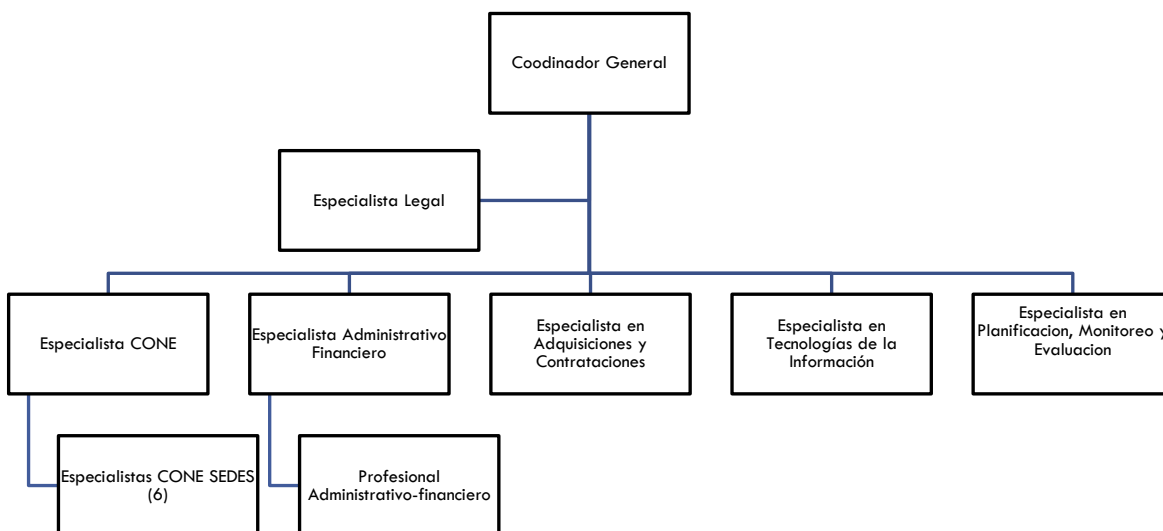 Coodinador General
Especialista Legal
Especialista CONE
Especialista Administrativo
Financiero
Especialista en
Adquisiciones y
Contrataciones
Especialista en
Tecnologías de la
Información
Especialista en
Planificacion, Monitoreo y
Evaluacion
Especialistas CONE SEDES
(6)
Profesional
Administrativo-financiero